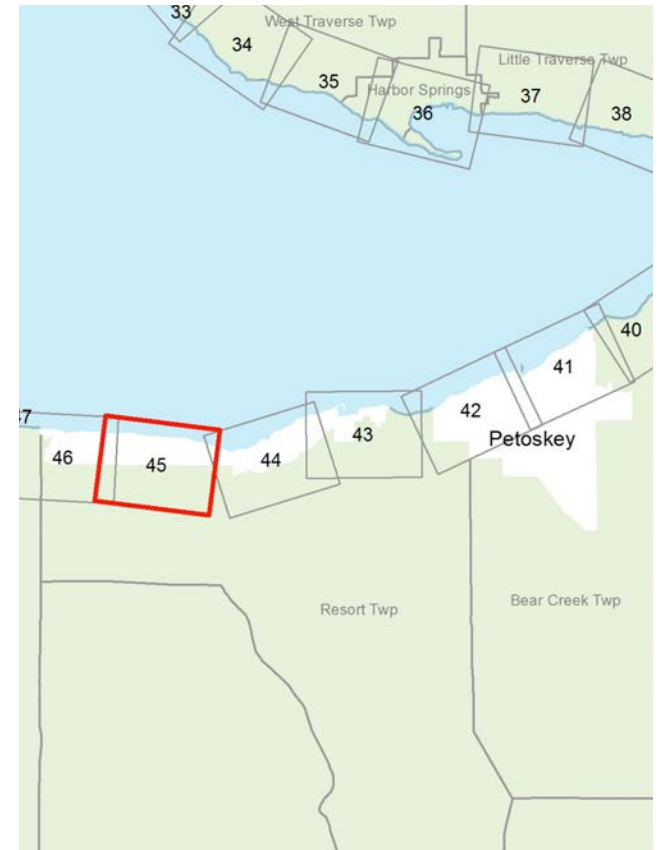 33
West Traverse Twp
34
35
Little Traverse Twp
Harbor Springs
36
37
38
40
41
42
Petoskey
43
44
45
46
47
Resort Twp
Bear Creek Twp